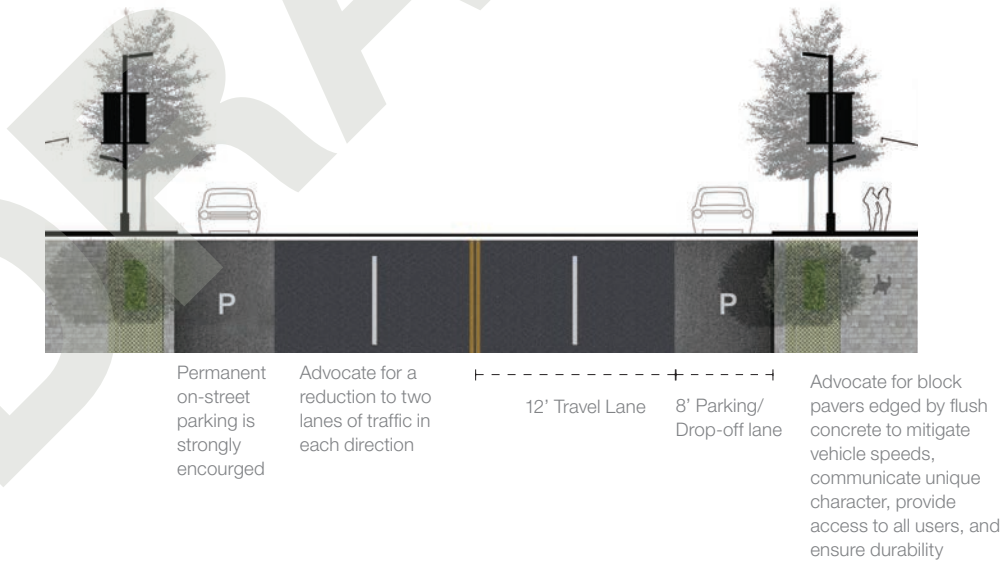 DRA
P
P
Permanent
on-street
parking is
strongly
encourged
Advocate for a
reduction to two
lanes of traffic in
each direction
12’ Travel Lane
8’ Parking/
Drop-off lane
Advocate for block
pavers edged by flush
concrete to mitigate
vehicle speeds,
communicate unique
character, provide
access to all users, and
ensure durability